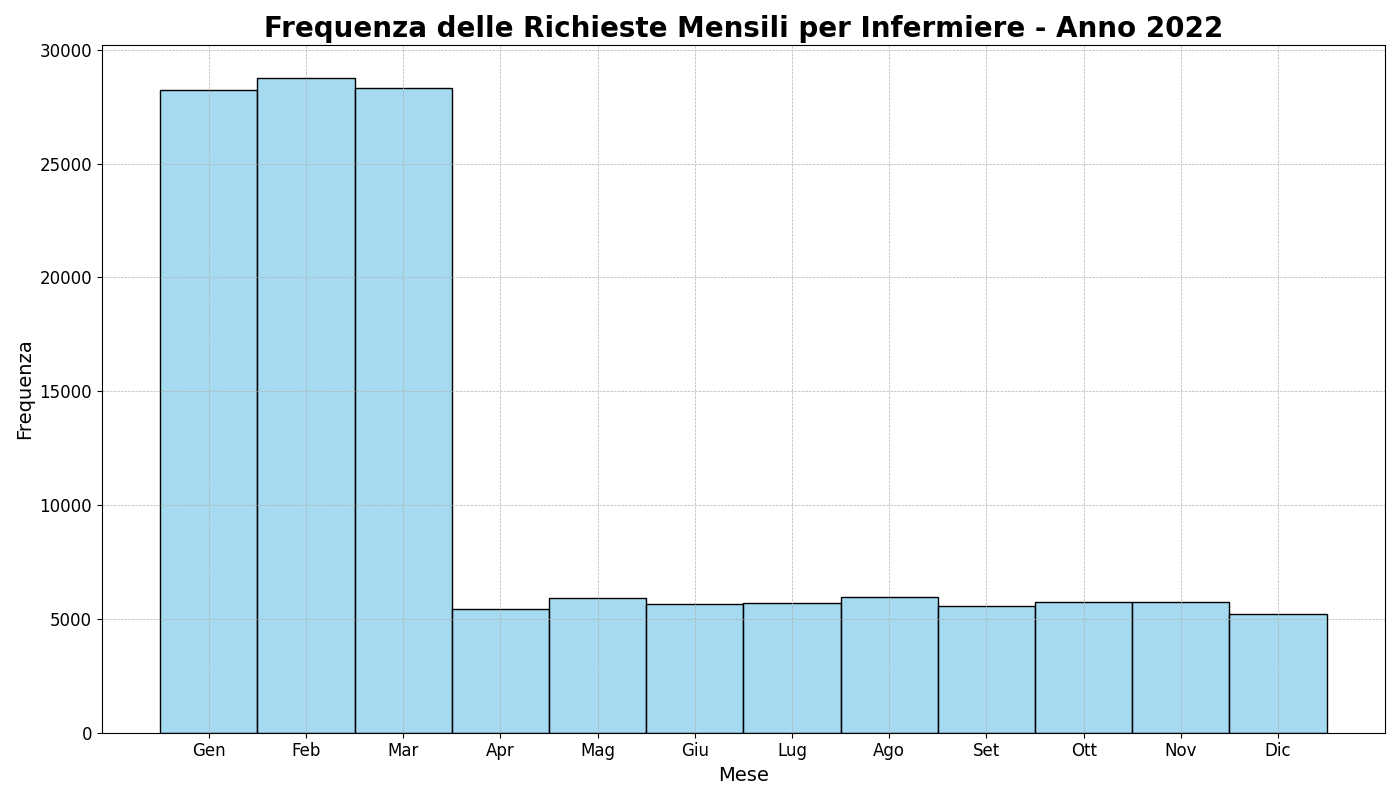 Frequenza delle Richieste Mensili per Infermiere - Anno 2022
30000
25000
20000
15000
10000
5000
0
Frequenza
Gen Feb Mar Apr Mag Giu Lug Ago Set Ott Nov Dic
Mese